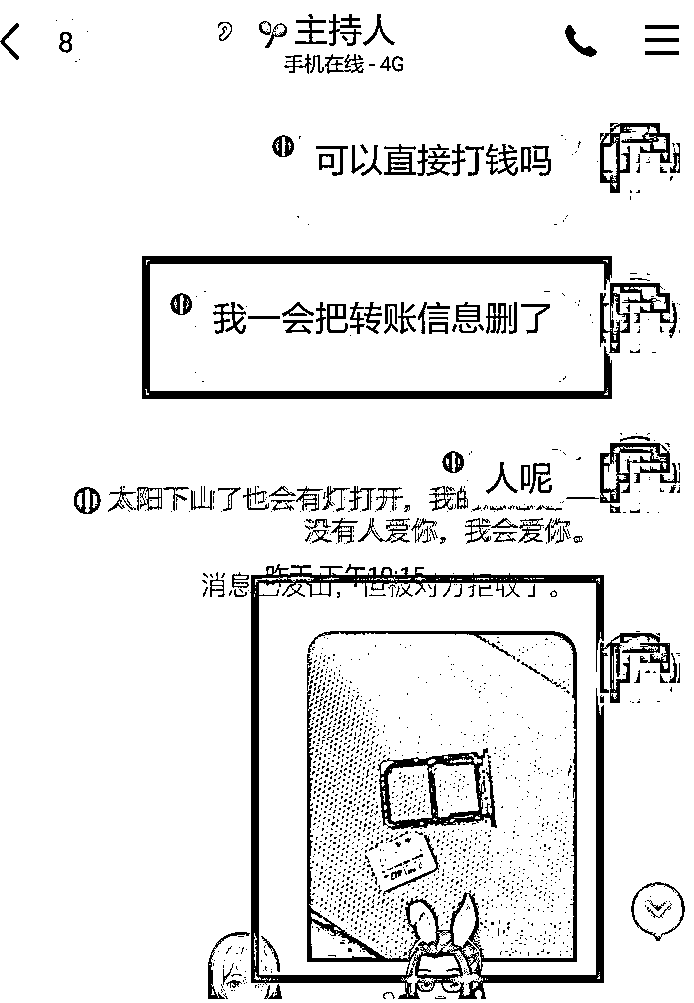 8
主持人
手机在线 - 4G
可以直接打钱吗
我一会把转账信息删了
人呢
太阳下山了也会有灯打开，我
没有人爱你，我会爱你。
昨天 下午10:15
消息已发出，但被对方拒收了。